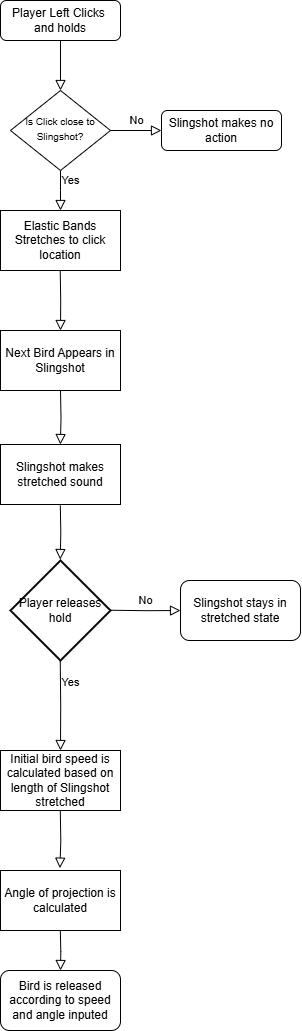 Player Left Clicks
and holds
Is Click close to
Slingshot?
No
Slingshot makes no
action
Yes
Elastic Bands
Stretches to click
location
Next Bird Appears in
Slingshot
Slingshot makes
stretched sound
Player releases
hold
No
Slingshot stays in
stretched state
Yes
Initial bird speed is
calculated based on
length of Slingshot
stretched
Angle of projection is
calculated
Bird is released
according to speed
and angle inputed